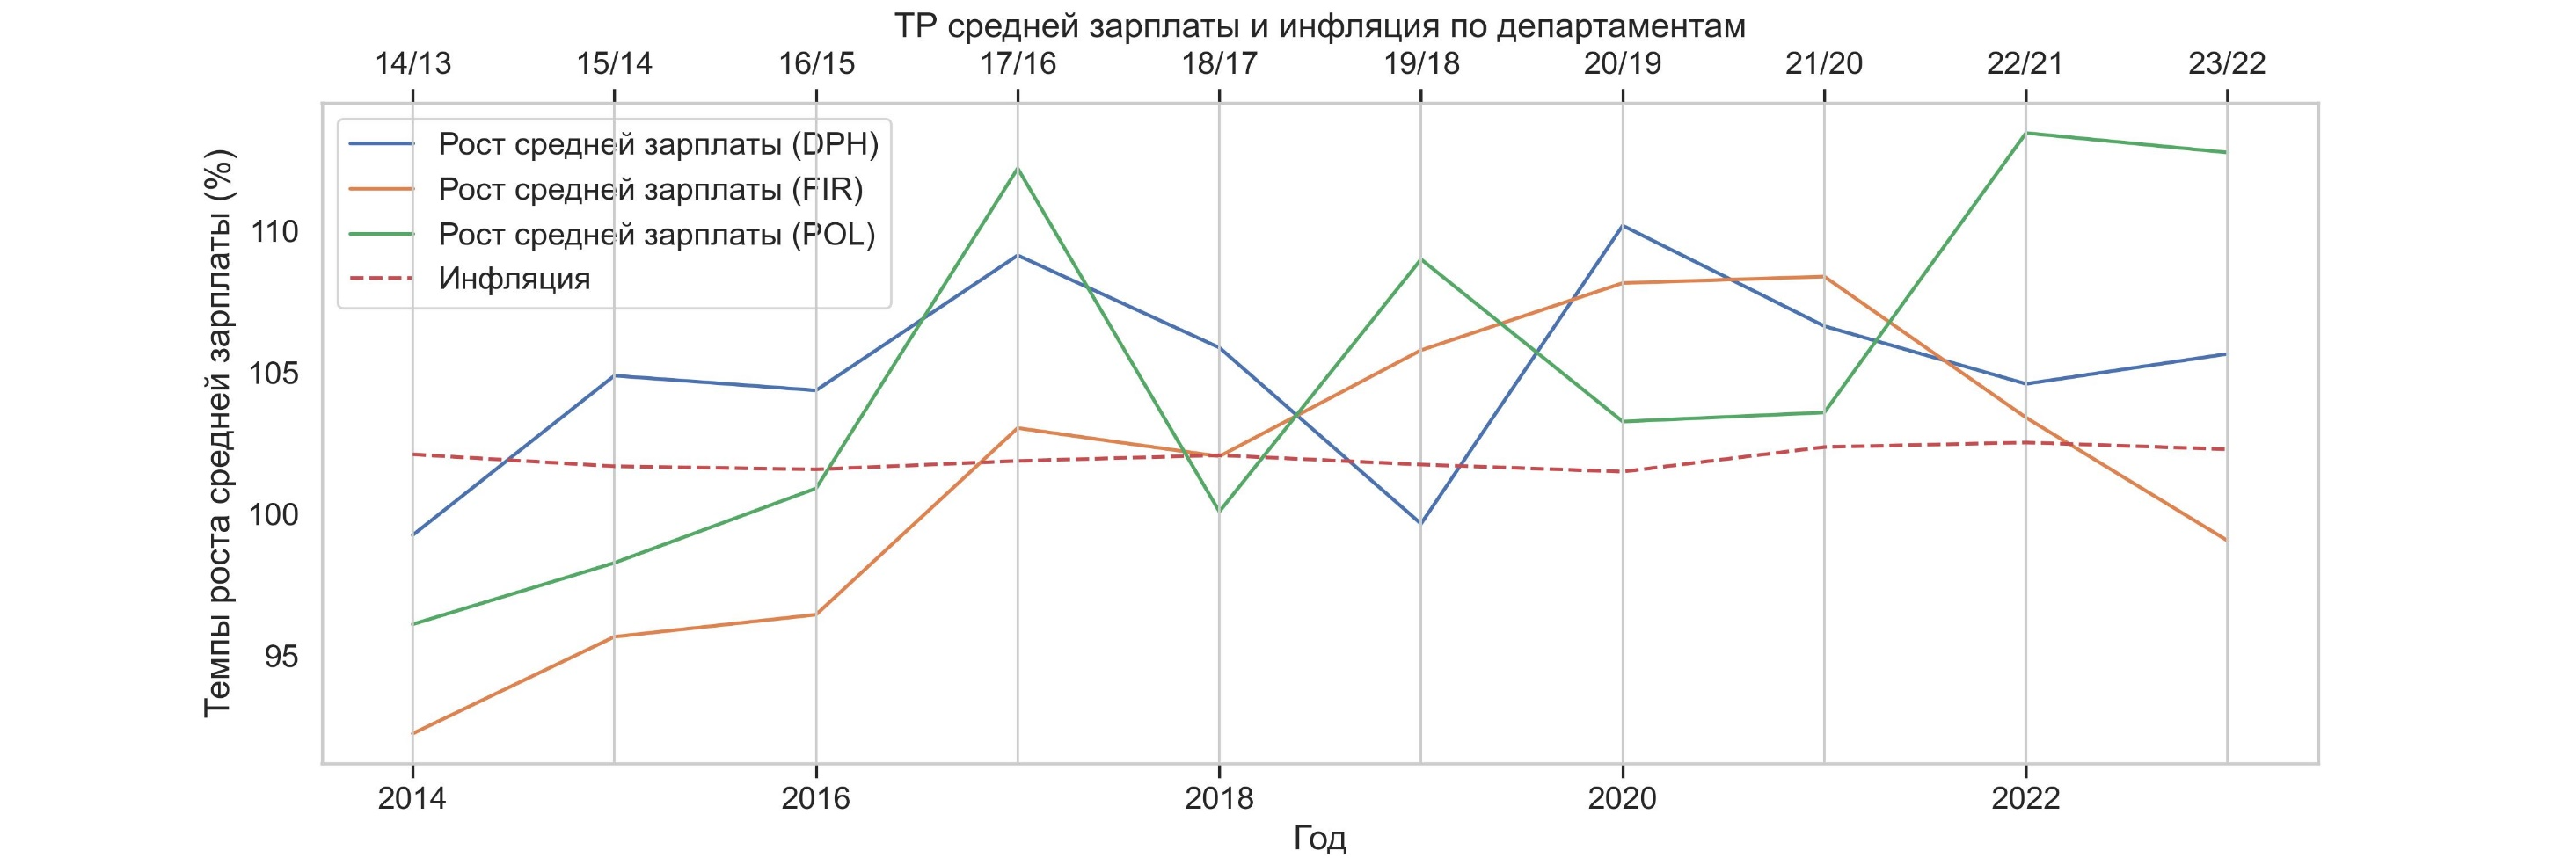 ТР средней зарплаты и инфляция по департаментам
14/13 15/14 16/15 17/16 18/17 19/18 20/19 21/20 22/21 23/22
Темпы роста средней зарплаты (%)
110
105
100
95
Рост средней зарплаты (DPH)
Рост средней зарплаты (FIR)
Рост средней зарплаты (POL)
Инфляция
2014 2016 2018 2020 2022
Год